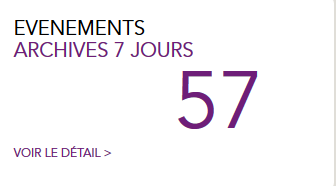 EVENEMENTS
ARCHIVES 7 JOURS
57
VOIR LE DÉTAIL >